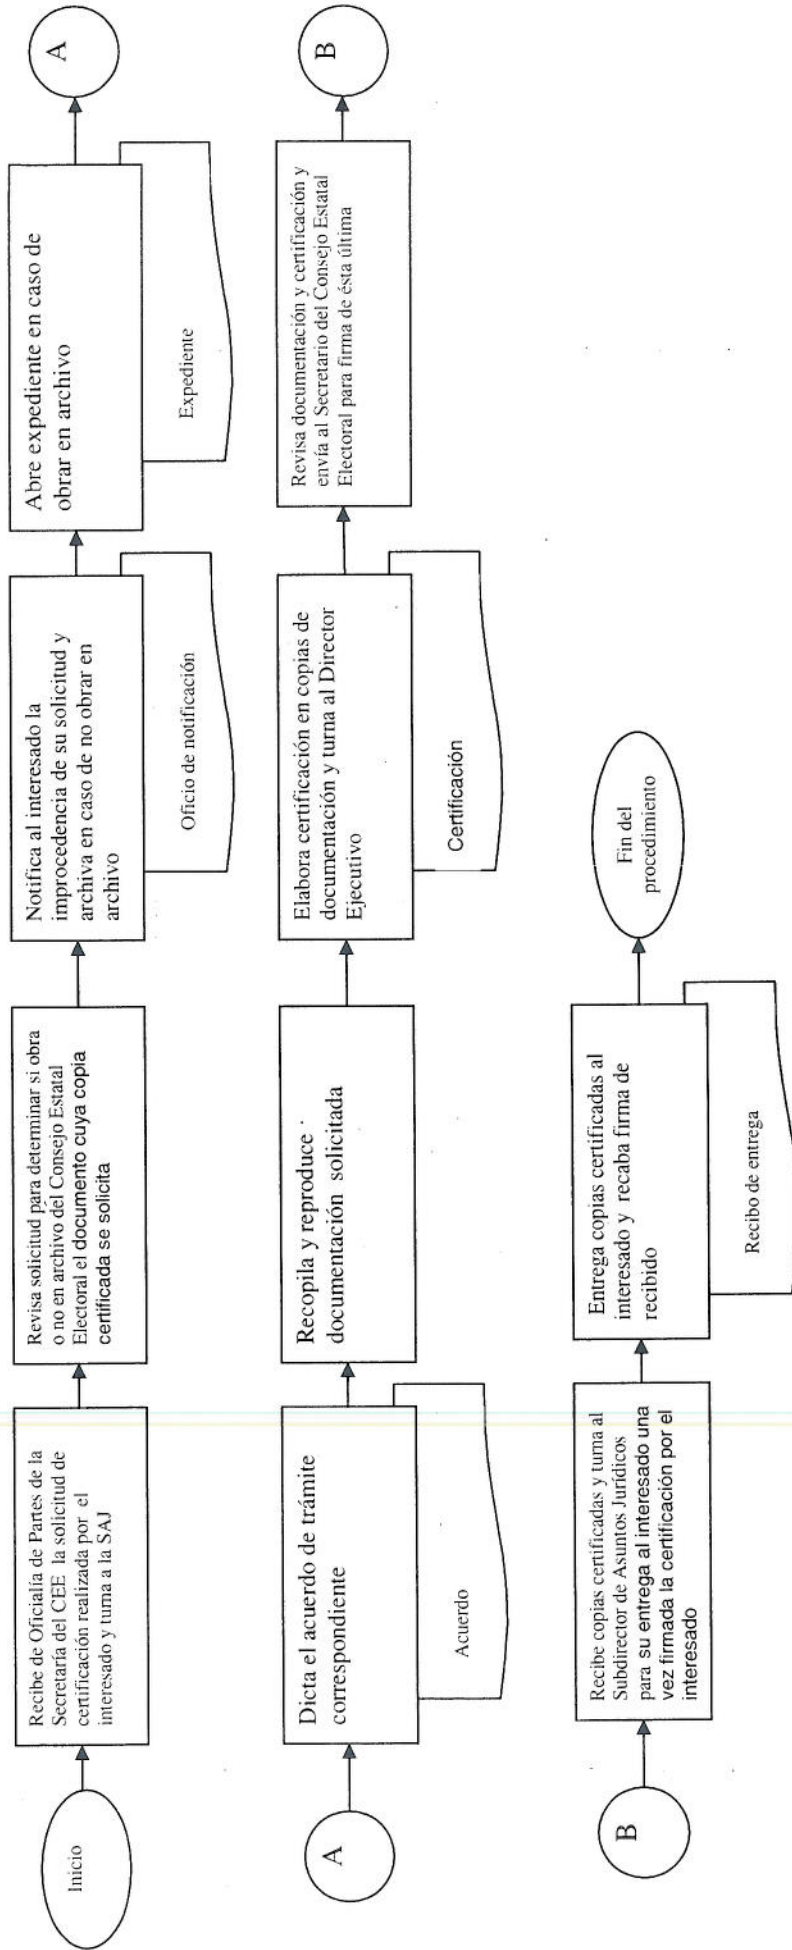 Inicio
Recibe de Oficialía de Partes de la
Secretaría del CEE la solicitud de
certificación realizada por el
interesado y turna a la SAJ
Revisa solicitud para determinar si obra
o no en archivo del Consejo Estatal
Electoral el documento cuya copia
certificada se solicita
Notifica al interesado la
improcedencia de su solicitud y
archiva en caso de no obrar en
archivo
Oficio de notificación
Abre expediente en caso de
obrar en archivo
Expediente
A
A
Dicta el acuerdo de trámite
correspondiente
Acuerdo
Recopila y reproduce
documentación solicitada
Elabora certificación en copias de
documentación y turna al Director
Ejecutivo
Certificación
Revisa documentación y certificación y
envía al Secretario del Consejo Estatal
Electoral para firma de ésta última
B
B
Recibe copias certificadas y turna al
Subdirector de Asuntos Jurídicos
para su entrega al interesado una
vez firmada la certificación por el
interesado
Entrega copias certificadas al
interesado y recaba firma de
recibido
Recibo de entrega
Fin del
procedimiento